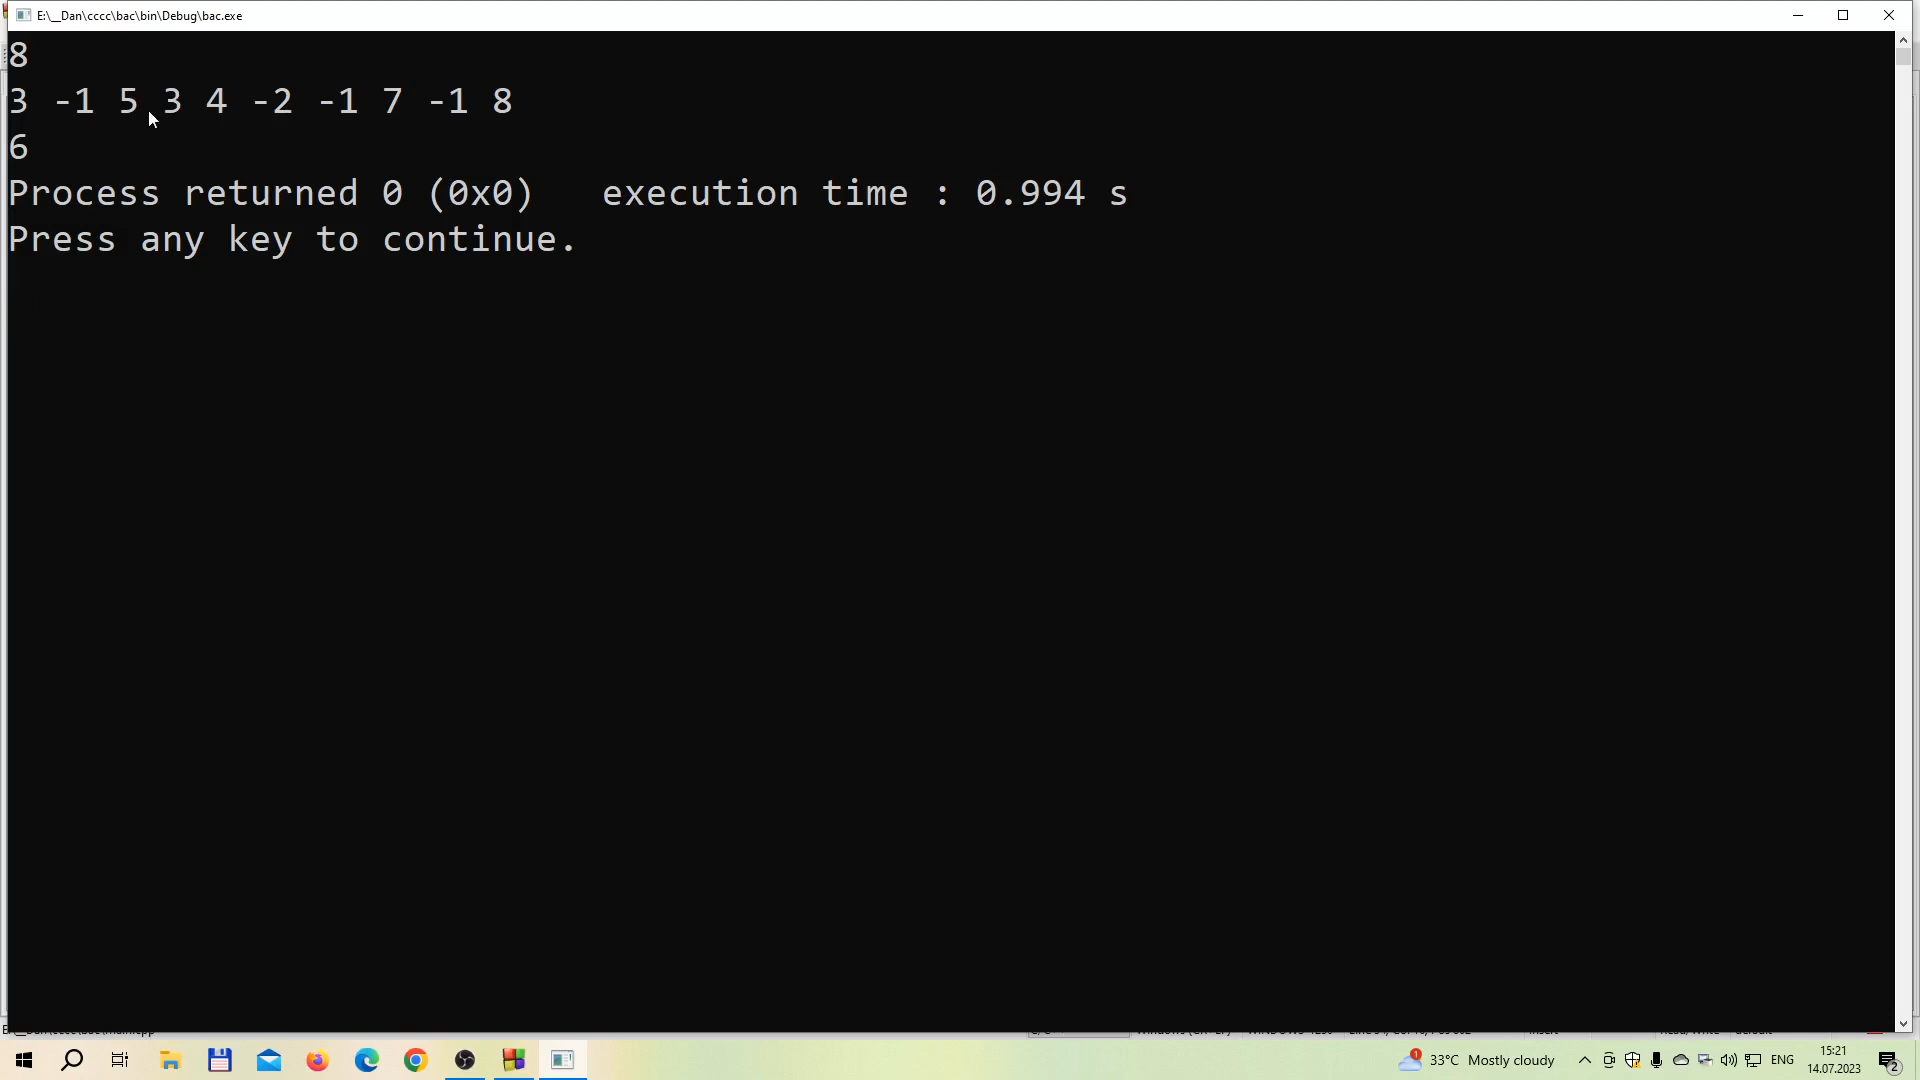 E:\__Dan\cccc\bac\bin\Debug\bac.exe
8
3 -1 5 3 4 -2 -1 7 -1 8
6
Process returned 0 (0x0)   execution time : 0.994 s
Press any key to continue.
1
33°C Mostly cloudy
ENG
15:21
14.07.2023
2